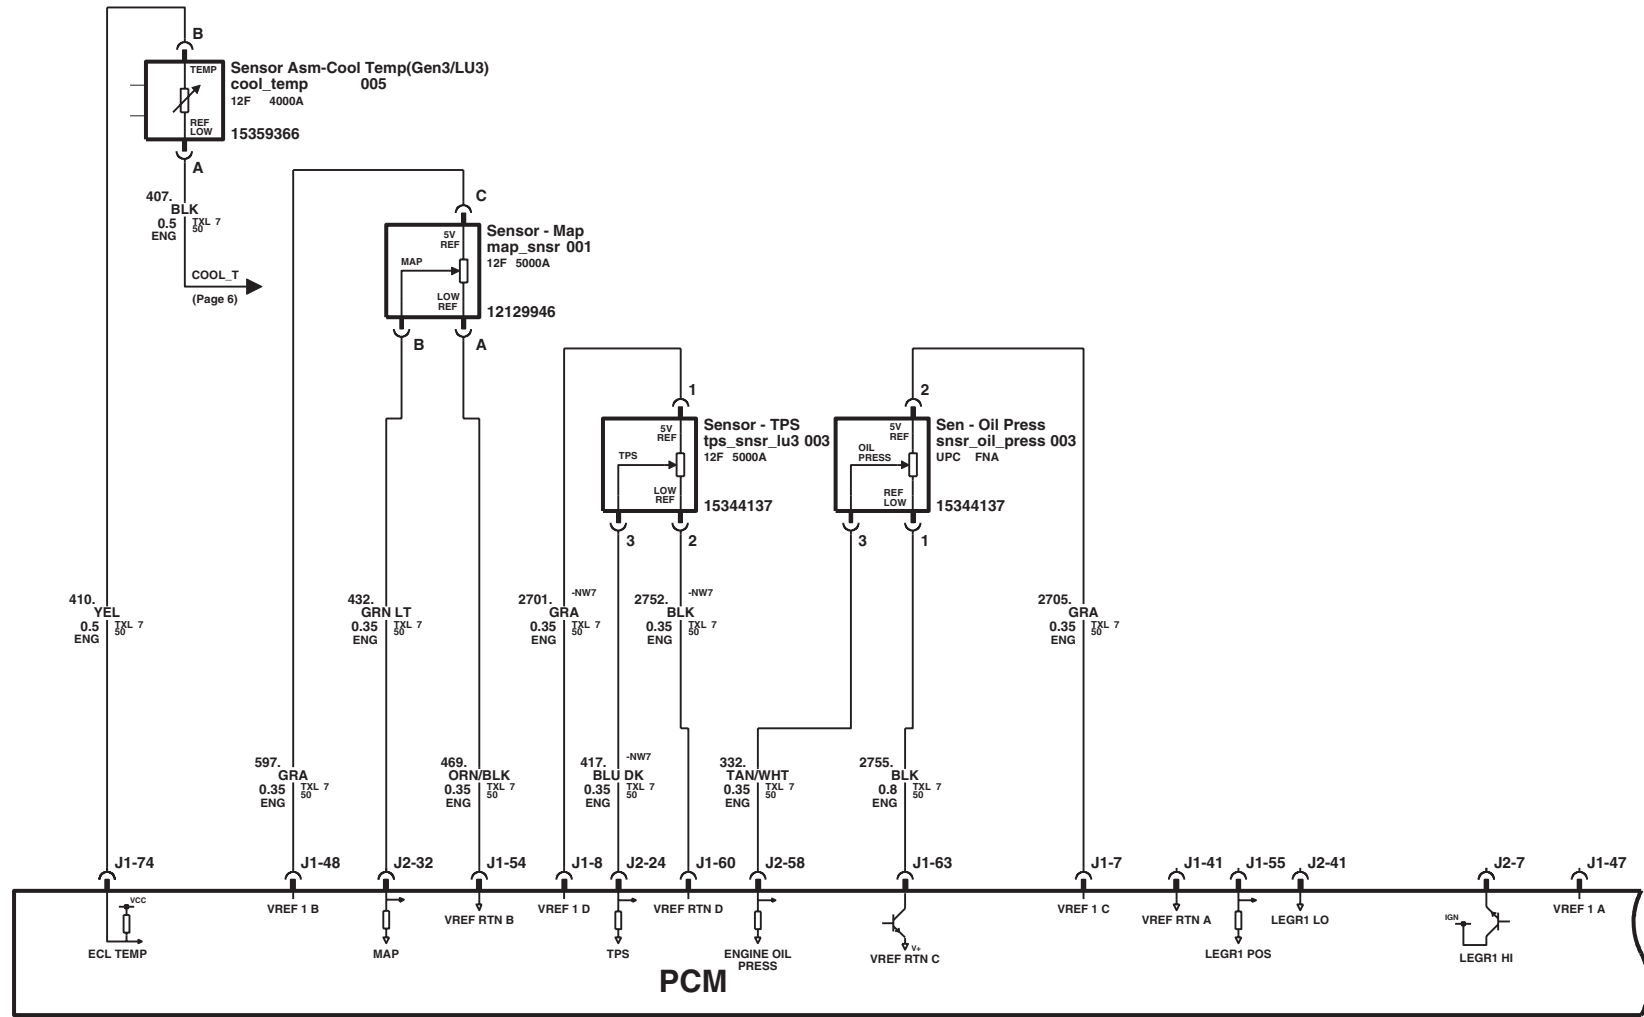 B
TEMP
REF
LOW
A
Sensor Asm-Cool Temp(Gen3/LU3)
cool_temp 005
12F 4000A
15359366
407.
BLK
0.5 TXL 7
50
ENG
COOL_T
(Page 6)
C
5V
REF
MAP
LOW
REF
B
A
Sensor - Map
map_snsr 001
12F 5000A
12129946
1
5V
REF
TPS
LOW
REF
3
2
Sensor - TPS
tps_snsr_lu3 003
12F 5000A
15344137
2
5V
REF
OIL
PRESS
REF
LOW
3
1
Sen - Oil Press
snsr_oil_press 003
UPC FNA
15344137
410.
YEL
0.5 TXL 7
50
ENG
432.
GRN LT
0.35 TXL 7
50
ENG
2701. -NW7
GRA
0.35 TXL 7
50
ENG
2752. -NW7
BLK
0.35 TXL 7
50
ENG
2705.
GRA
0.35 TXL 7
50
ENG
597.
GRA
0.35 TXL 7
50
ENG
469.
ORN/BLK
0.35 TXL 7
50
ENG
417. -NW7
BLU DK
0.35 TXL 7
50
ENG
332.
TAN/WHT
0.35 TXL 7
50
ENG
2755.
BLK
0.8 TXL 7
50
ENG
J1-74 J1-48 J2-32 J1-54 J1-8 J2-24 J1-60 J2-58 J1-63 J1-7 J1-41 J1-55 J2-41 J2-7 J1-47
VCC
ECL TEMP
VREF 1 B
MAP
VREF RTN B
VREF 1 D
TPS
VREF RTN D
ENGINE OIL
PRESS
V+
VREF RTN C
VREF 1 C
VREF RTN A
LEGR1 POS
LEGR1 LO
IGN
LEGR1 HI
VREF 1 A
PCM